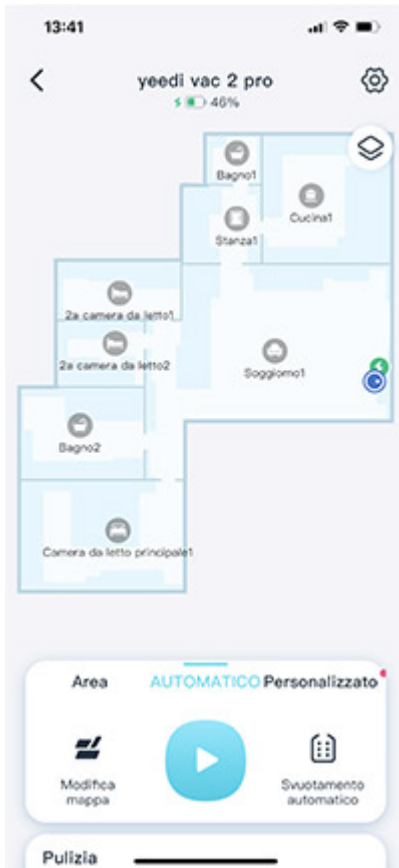 13:41
yeedi vac 2 pro
46%
Bagno1
Cucina1
Stanza1
2a camera da letto1
2a camera da letto2
Soggiorno1
Bagno2
Camera da letto principale1
Area
AUTOMATICO
Personalizzato
Modifica
mappa
Svuotamento
automatico
Pulizia